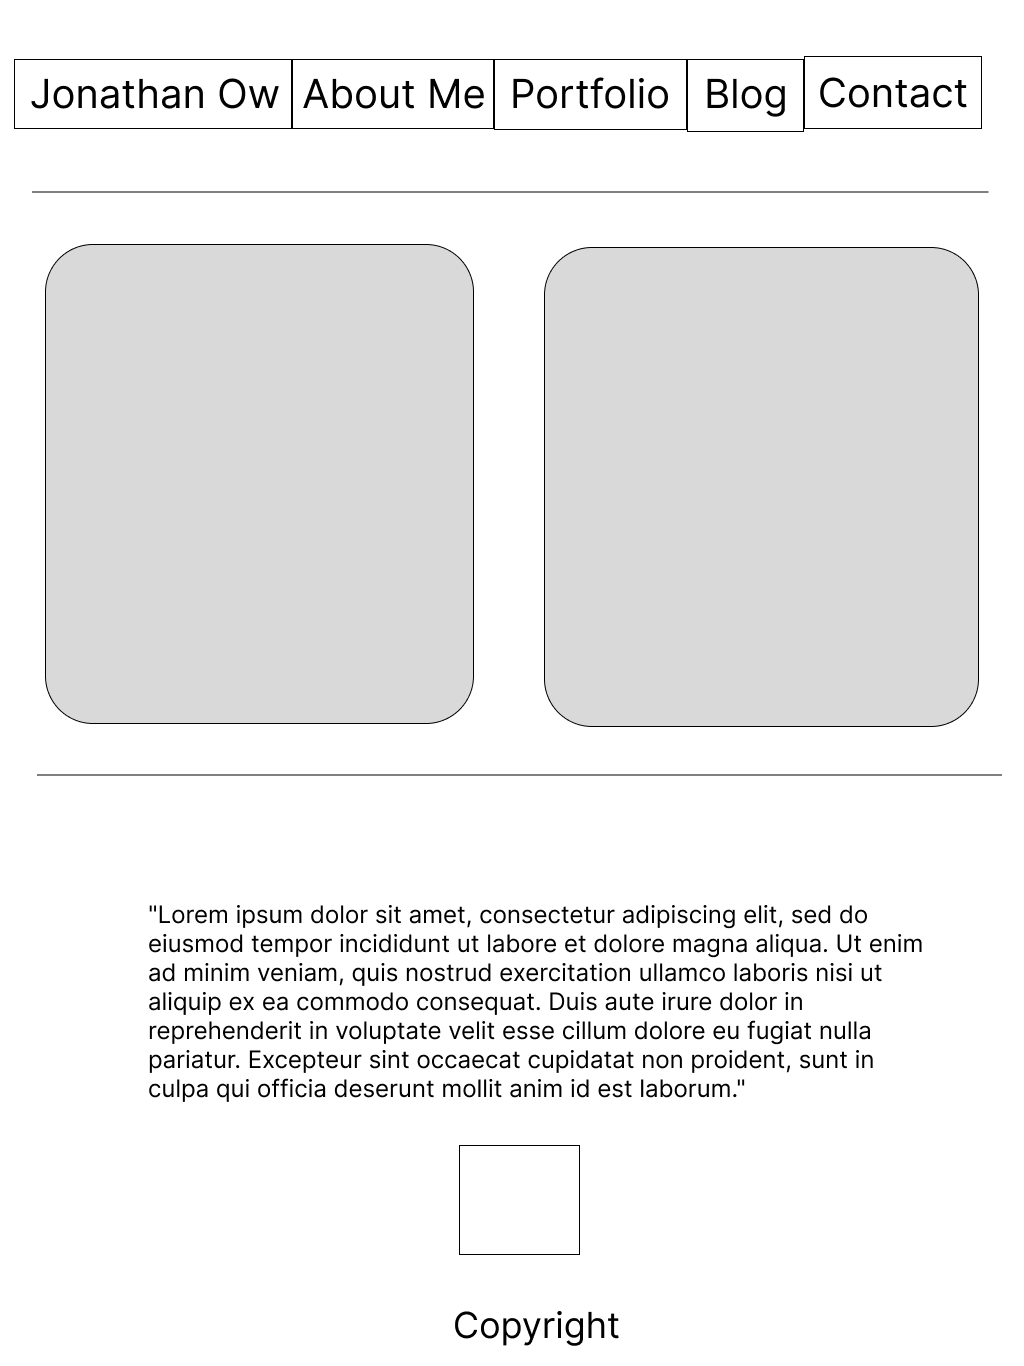 Jonathan Ow About Me Portfolio Blog Contact
"Lorem ipsum dolor sit amet, consectetur adipiscing elit, sed do
eiusmod tempor incididunt ut labore et dolore magna aliqua. Ut enim
ad minim veniam, quis nostrud exercitation ullamco laboris nisi ut
aliquip ex ea commodo consequat. Duis aute irure dolor in
reprehenderit in voluptate velit esse cillum dolore eu fugiat nulla
pariatur. Excepteur sint occaecat cupidatat non proident, sunt in
culpa qui officia deserunt mollit anim id est laborum."
Copyright